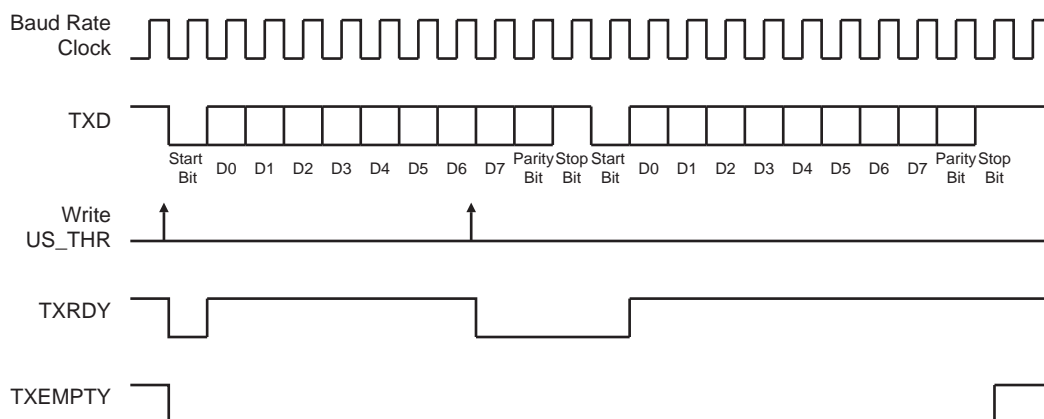 Baud Rate
Clock
TXD
Start
Bit
D0
D1
D2
D3
D4
D5
D6
D7
Parity
Bit
Stop
Bit
Start
Bit
D0
D1
D2
D3
D4
D5
D6
D7
Parity
Bit
Stop
Bit
Write
US_THR
TXRDY
TXEMPTY